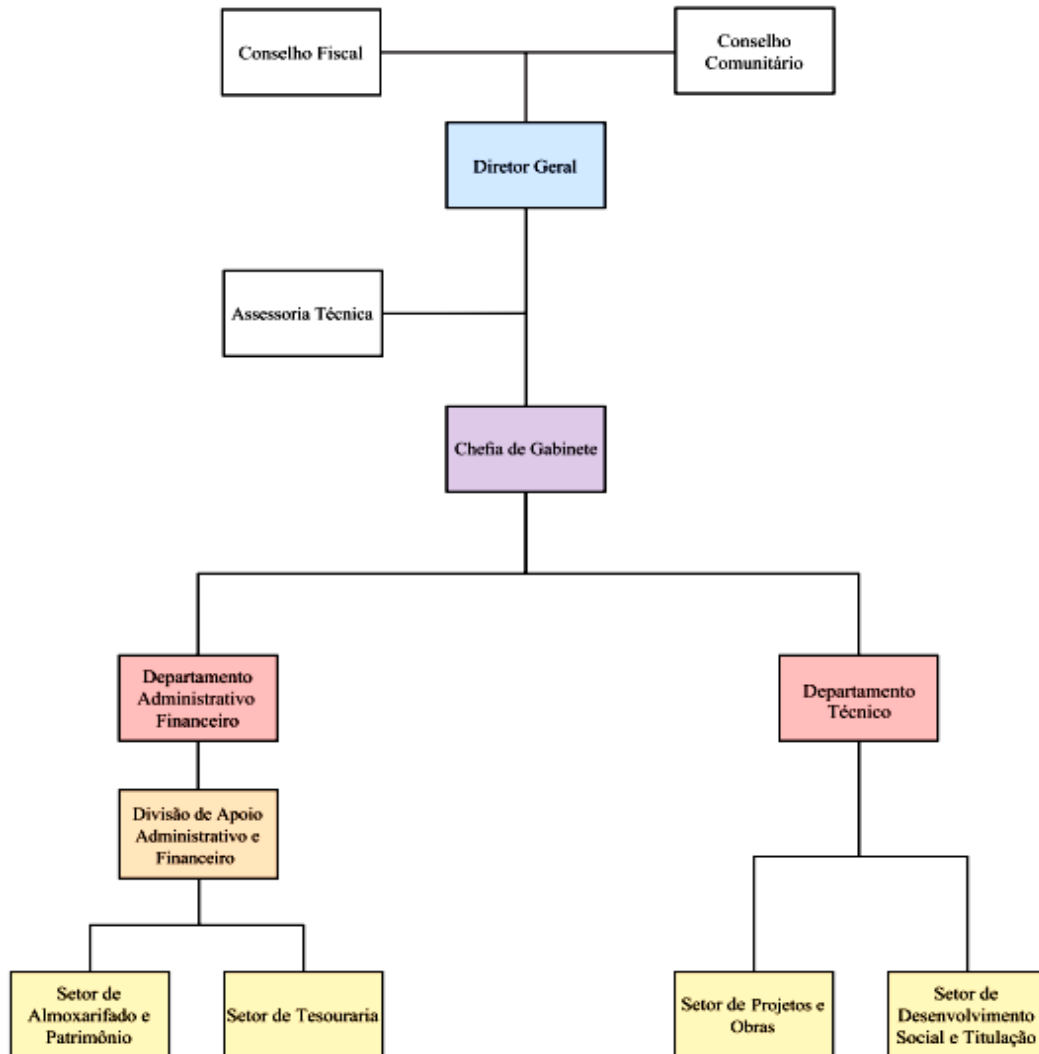 Conselho Fiscal
Conselho
Comunitário
Diretor Geral
Assessoria Técnica
Chefia de Gabinete
Departamento
Administrativo
Financeiro
Departamento
Técnico
Divisão de Apoio
Administrativo e
Financeiro
Setor de
Almoxarifado e
Patrimônio
Setor de Tesouraria
Setor de Projetos e
Obras
Setor de
Desenvolvimento
Social e Titulação